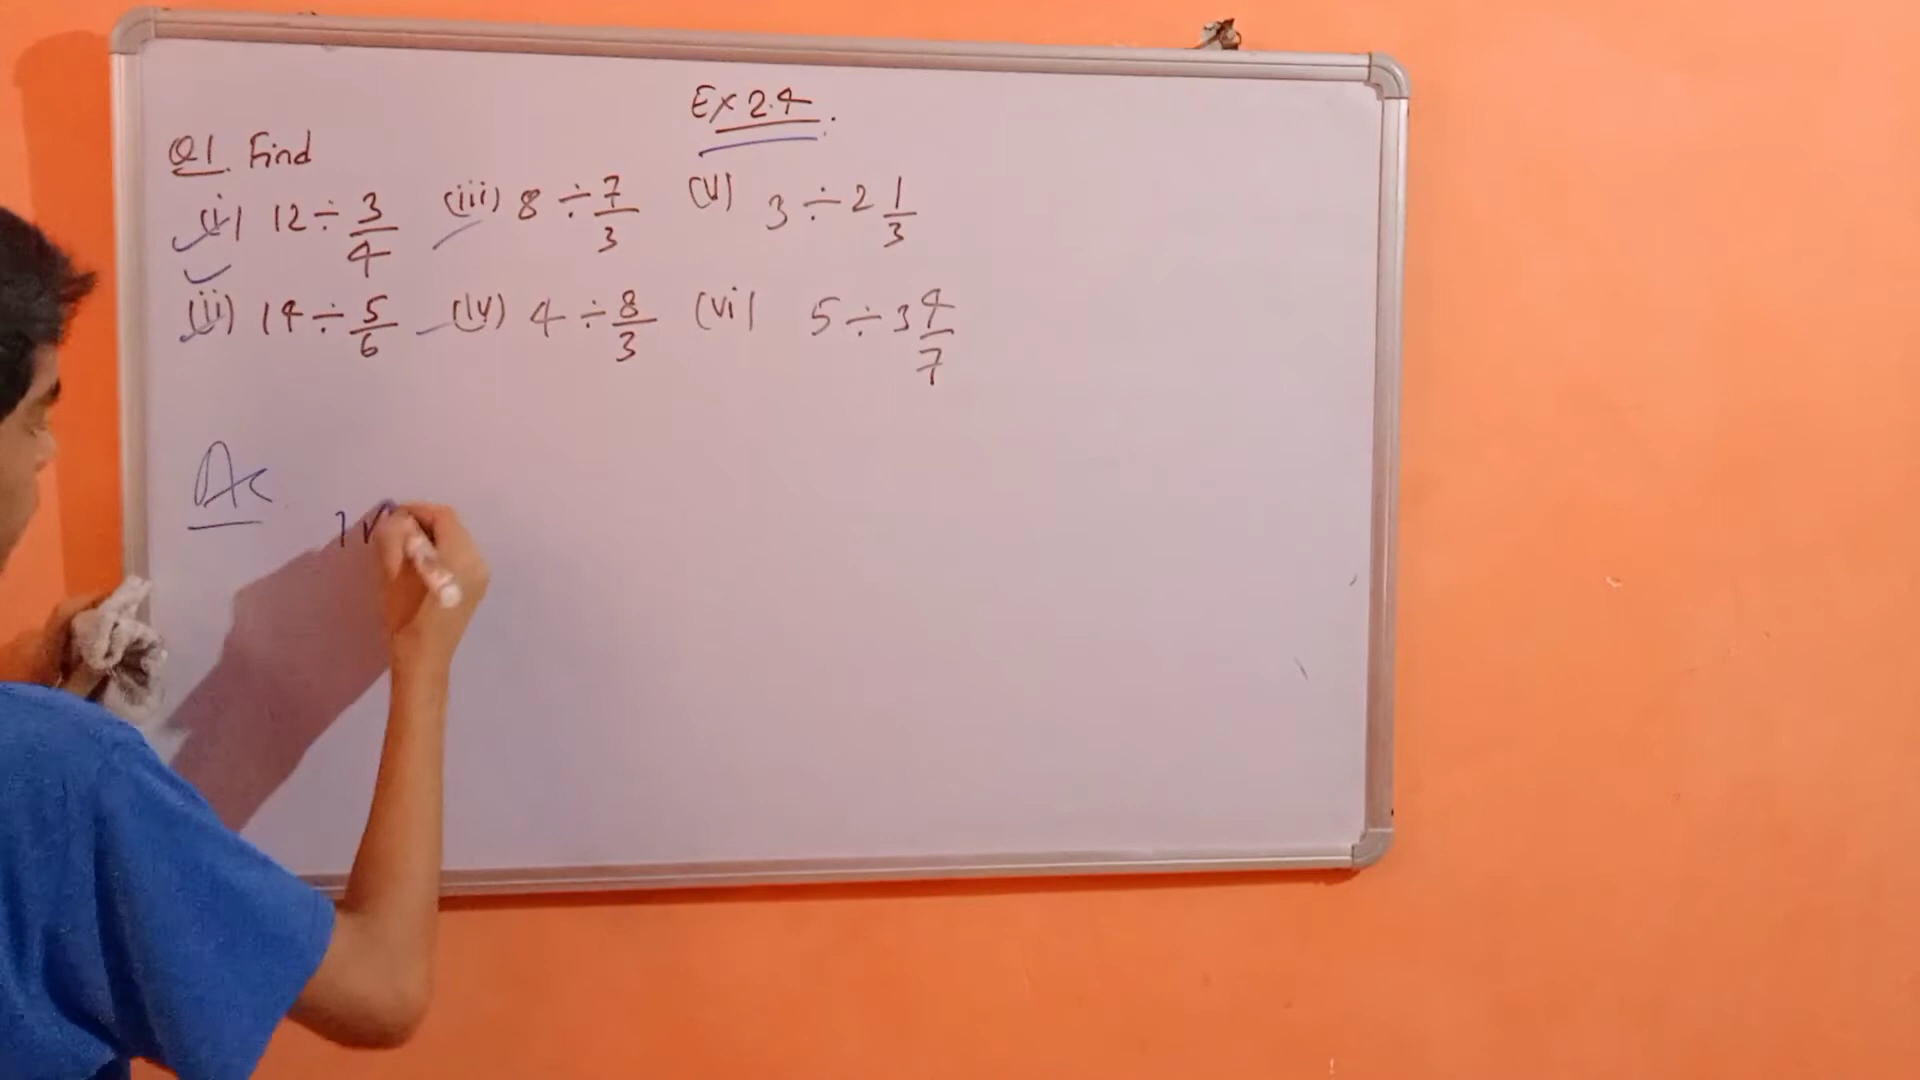 Ex 2.4
Q1. Find
(i) 12 ÷ 3/4 (iii) 8 ÷ 7/3 (v) 3 ÷ 2 1/3
(ii) 14 ÷ 5/6 (iv) 4 ÷ 8/3 (vi) 5 ÷ 3 4/7